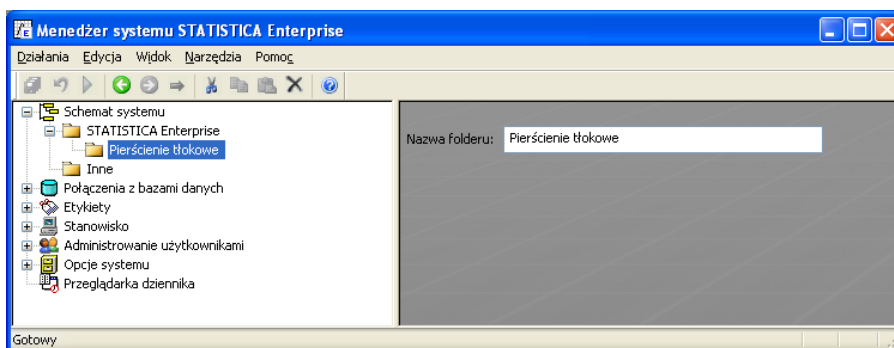 Menedżer systemu STATISTICA Enterprise
Działania Edycja Widok Narzędzia Pomoc
Schemat systemu
STATISTICA Enterprise
Pierścienie tłokowe
Inne
Połączenia z bazami danych
Etykiety
Stanowisko
Administrowanie użytkownikami
Opcje systemu
Przeglądarka dziennika
Nazwa folderu: Pierścienie tłokowe
Gotowy